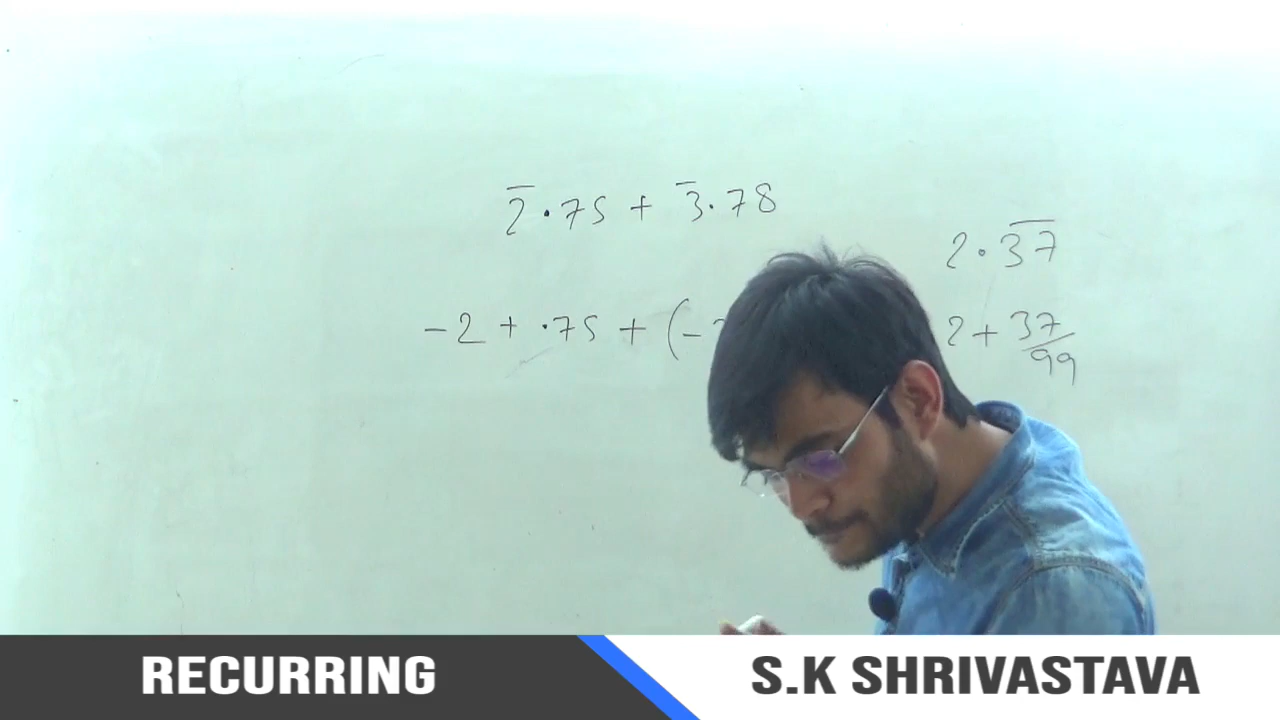 2̅.75 + 3̅.78
2.3̅7̅
-2 + .75 + (-
2 + 37/99
RECURRING
S.K SHRIVASTAVA